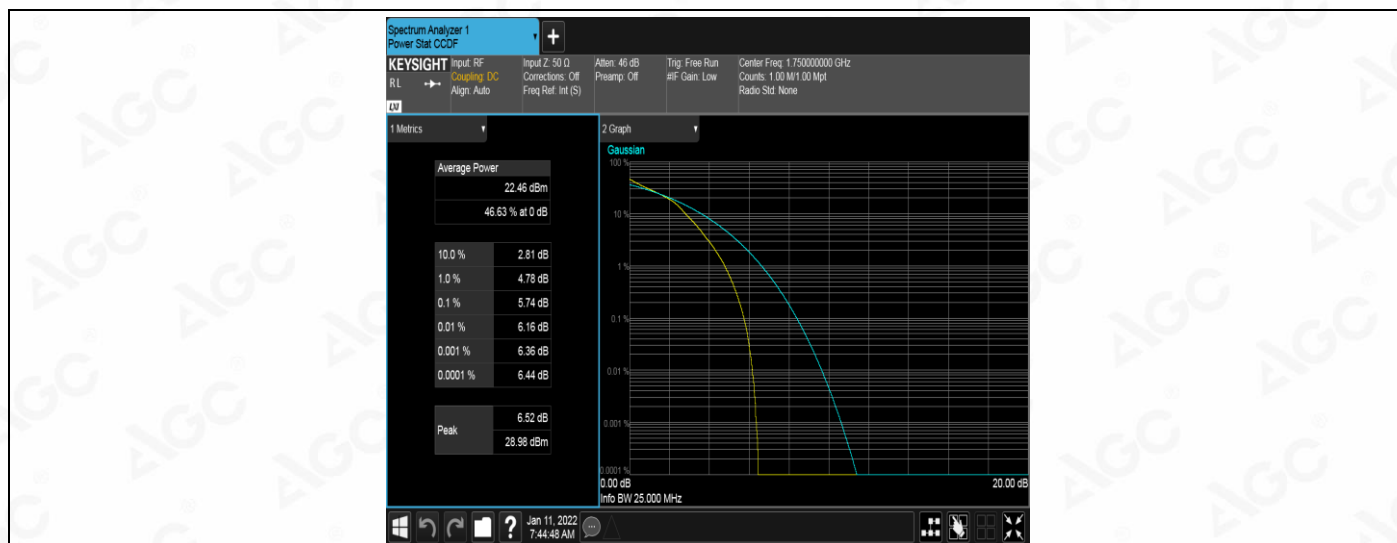 Spectrum Analyzer 1
Power Stat CCDF
KEYSIGHT
R L
LXI
Input: RF
Coupling: DC
Align: Auto
Input Z: 50 Ω
Corrections: Off
Freq Ref: Int (S)
Atten: 46 dB
Preamp: Off
Trig: Free Run
#IF Gain: Low
Center Freq: 1.750000000 GHz
Counts: 1.00 M/1.00 Mpt
Radio Std: None
1 Metrics
Average Power
22.46 dBm
46.63 % at 0 dB
10.0 % 2.81 dB
1.0 % 4.78 dB
0.1 % 5.74 dB
0.01 % 6.16 dB
0.001 % 6.36 dB
0.0001 % 6.44 dB
Peak
6.52 dB
28.98 dBm
2 Graph
Gaussian
100 %
10 %
1 %
0.1 %
0.01 %
0.001 %
0.0001 %
0.00 dB 20.00 dB
Info BW 25.000 MHz
Jan 11, 2022
7:44:48 AM
AGC